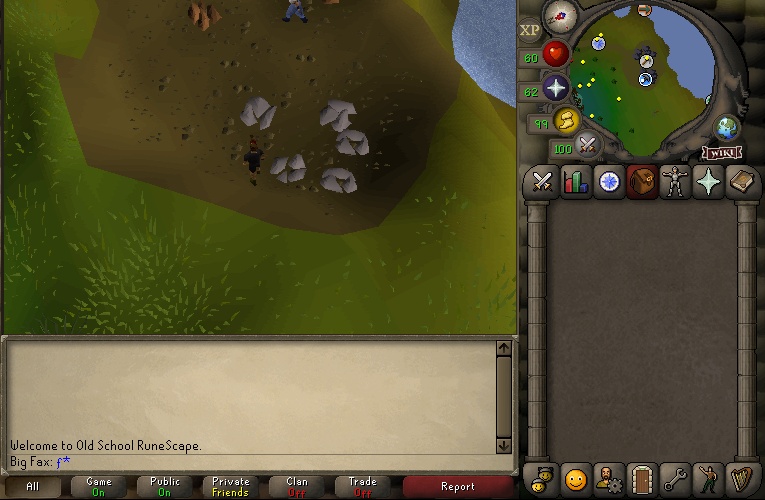 XP
60
62
99
100
WIKI
Welcome to Old School RuneScape.
Big Fax: f*
All
Game
On
Public
On
Private
Friends
Clan
Off
Trade
Off
Report